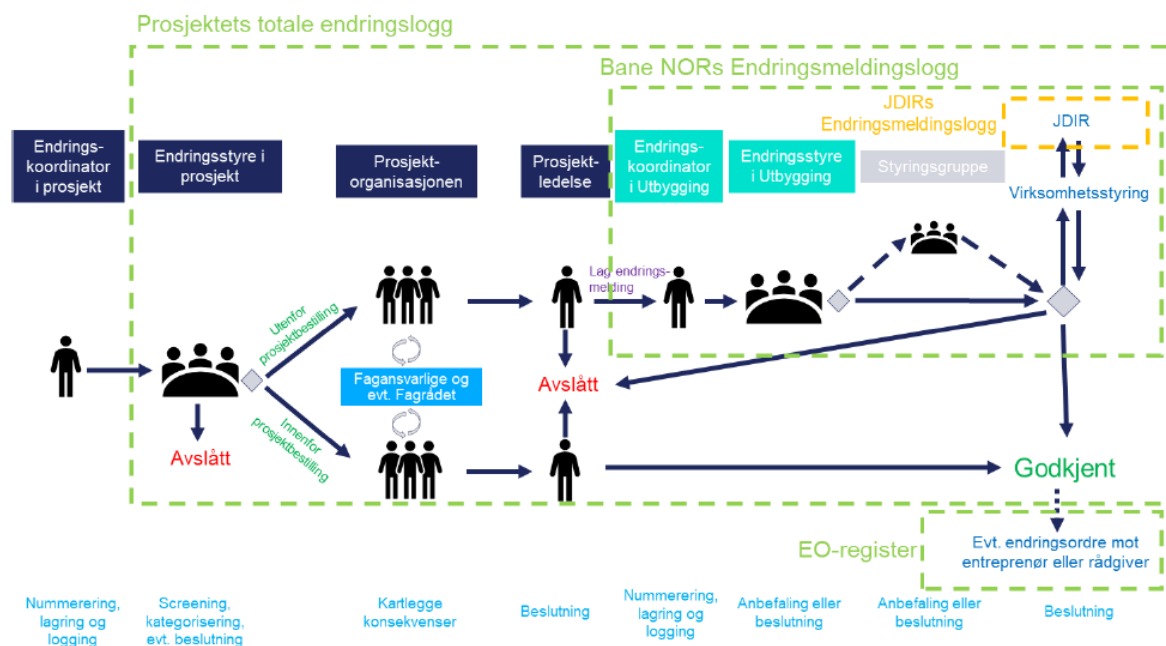 Prosjektets totale endringslogg
Bane NORs Endringsmeldingslogg
JDIRs
Endringsmeldingslogg
JDIR
Endrings-
koordinator
i prosjekt
Endringsstyre i
prosjekt
Prosjekt-
organisasjonen
Prosjekt-
ledelse
Endrings-
koordinator
i Utbygging
Endringsstyre
i Utbygging
Styringsgruppe
Virksomhetsstyring
Lag endrings-
melding
Utenfor
prosjektbestilling
Fagansvarlige og
evt. Fagrådet
Avslått
Innenfor
prosjektbestilling
Avslått
Godkjent
EO-register
Evt. endringsordre mot
entreprenør eller rådgiver
Nummerering,
lagring og
logging
Screening,
kategorisering,
evt. beslutning
Kartlegge
konsekvenser
Beslutning
Nummerering,
lagring og
logging
Anbefaling eller
beslutning
Anbefaling eller
beslutning
Beslutning